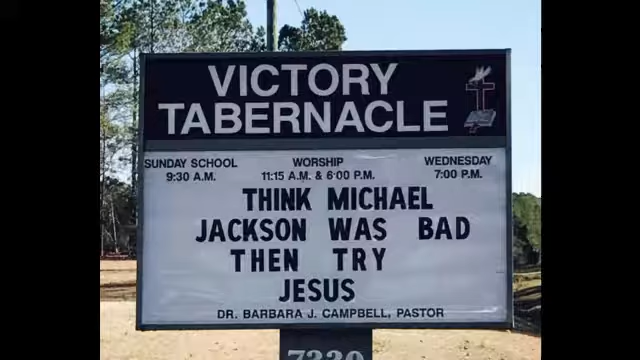 VICTORY
TABERNACLE
SUNDAY SCHOOL WORSHIP WEDNESDAY
9:30 A.M. 11:15 A.M. & 6:00 P.M. 7:00 P.M.
THINK MICHAEL
JACKSON WAS BAD
THEN TRY
JESUS
DR. BARBARA J. CAMPBELL, PASTOR
7330